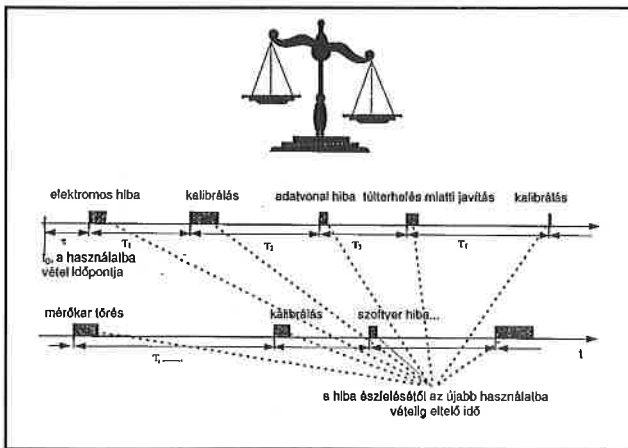 elektromos hiba kalibrálás adatvonal hiba túlterhelés miatti javítás kalibrálás
τ τ₁ τ₂ τ₃
t₀, a használatba
vétel időpontja
mérőkar törés kalibrálás szoftver hiba...
t
a hiba észlelésétől az újabb használatba
vételig eltelő idő